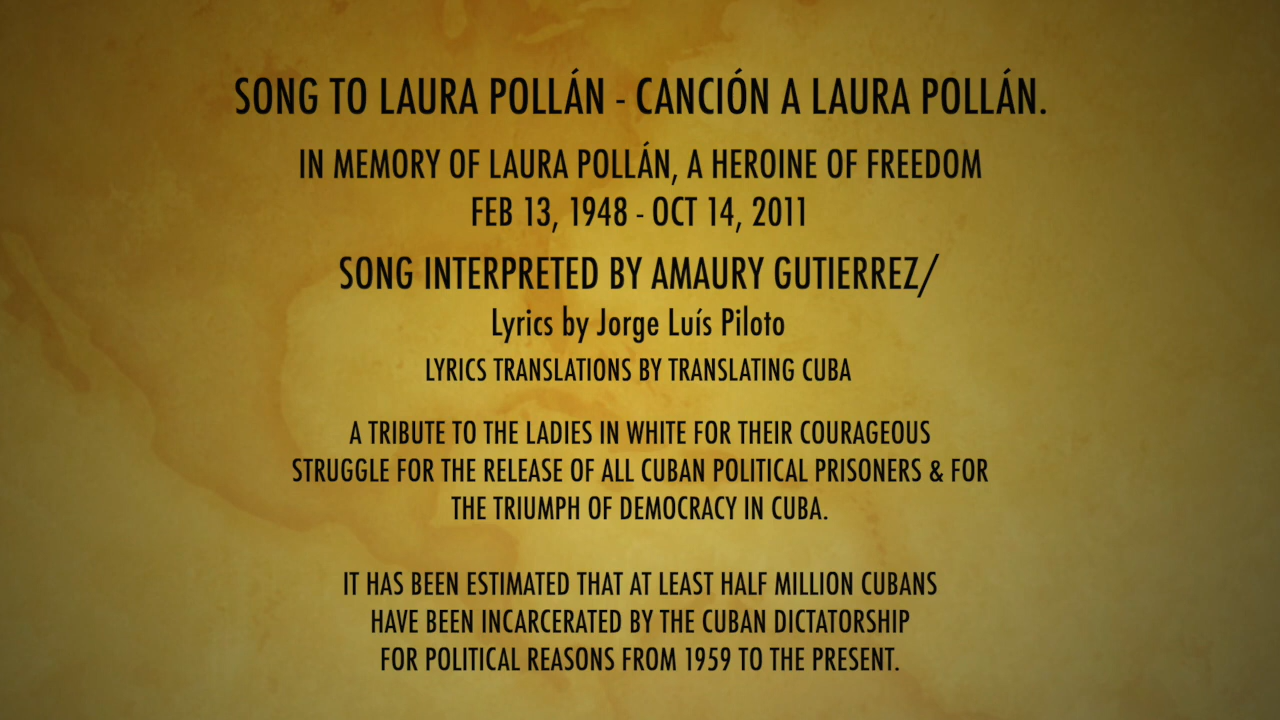 SONG TO LAURA POLLÁN - CANCIÓN A LAURA POLLÁN.
IN MEMORY OF LAURA POLLÁN, A HEROINE OF FREEDOM
FEB 13, 1948 - OCT 14, 2011
SONG INTERPRETED BY AMAURY GUTIERREZ/
Lyrics by Jorge Luís Piloto
LYRICS TRANSLATIONS BY TRANSLATING CUBA
A TRIBUTE TO THE LADIES IN WHITE FOR THEIR COURAGEOUS
STRUGGLE FOR THE RELEASE OF ALL CUBAN POLITICAL PRISONERS & FOR
THE TRIUMPH OF DEMOCRACY IN CUBA.
IT HAS BEEN ESTIMATED THAT AT LEAST HALF MILLION CUBANS
HAVE BEEN INCARCERATED BY THE CUBAN DICTATORSHIP
FOR POLITICAL REASONS FROM 1959 TO THE PRESENT.